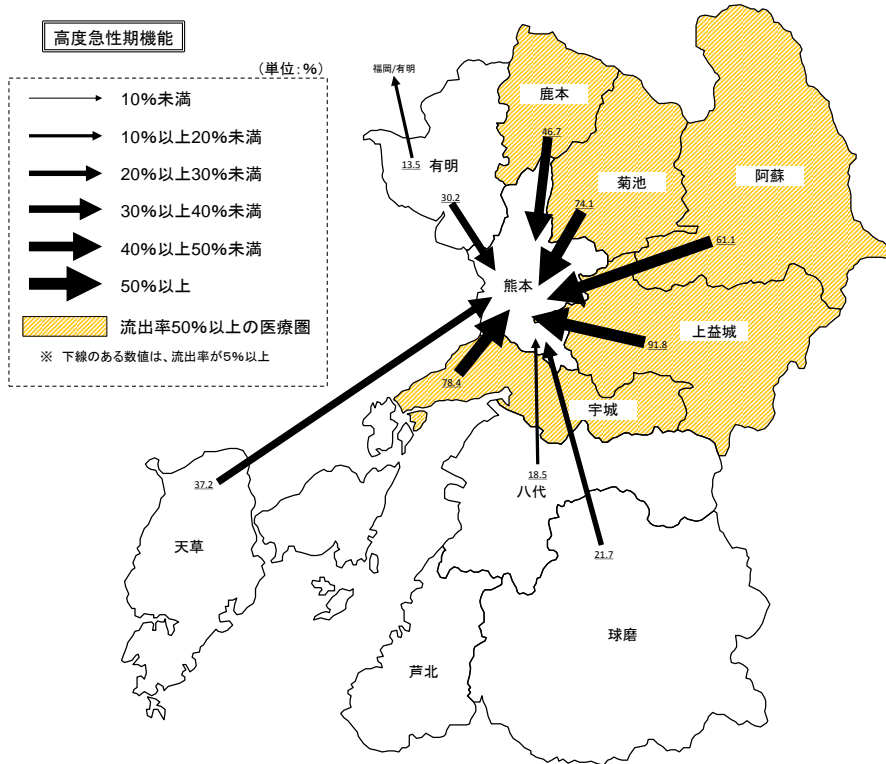 高度急性期機能
(単位:%)
10%未満
10%以上20%未満
20%以上30%未満
30%以上40%未満
40%以上50%未満
50%以上
流出率50%以上の医療圏
※ 下線のある数値は、流出率が5%以上
福岡/有明
13.5
有明
30.2
鹿本
46.7
菊池
74.1
阿蘇
61.1
熊本
上益城
91.8
78.4
宇城
18.5
八代
37.2
天草
21.7
球磨
芦北